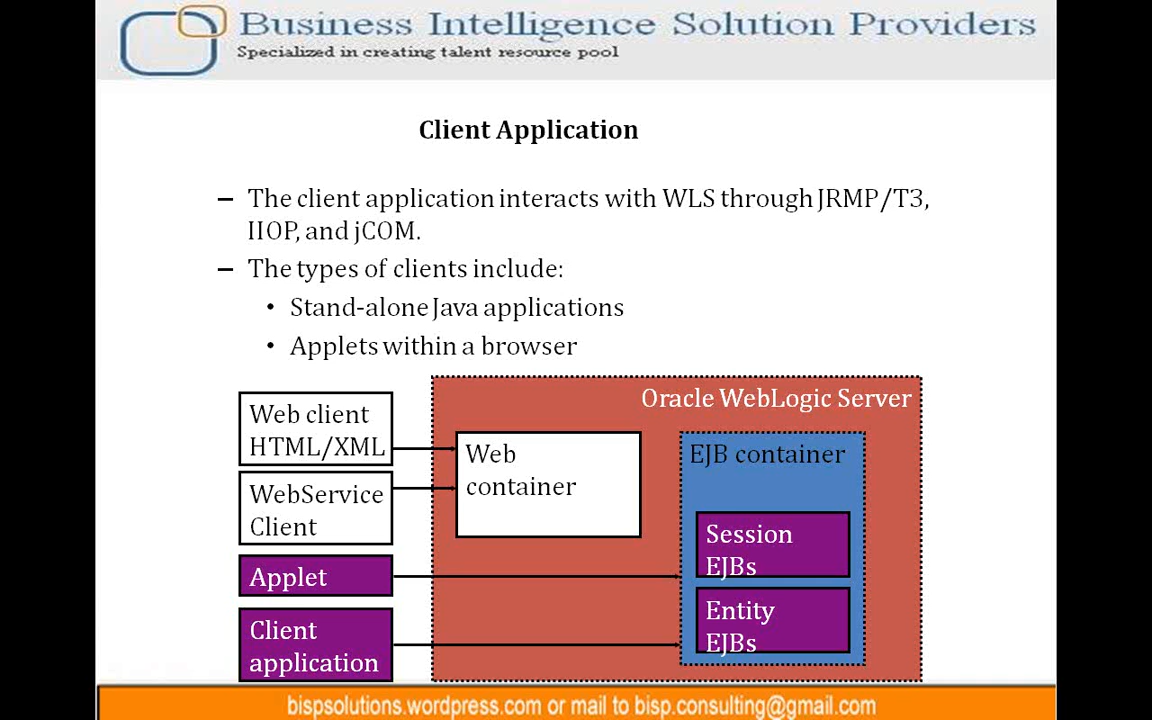 Business Intelligence Solution Providers
Specialized in creating talent resource pool
Client Application
– The client application interacts with WLS through JRMP/T3,
IIOP, and jCOM.
– The types of clients include:
• Stand-alone Java applications
• Applets within a browser
Oracle WebLogic Server
Web client
HTML/XML
WebService
Client
Applet
Client
application
Web
container
EJB container
Session
EJBs
Entity
EJBs
bispsolutions.wordpress.com or mail to bisp.consulting@gmail.com